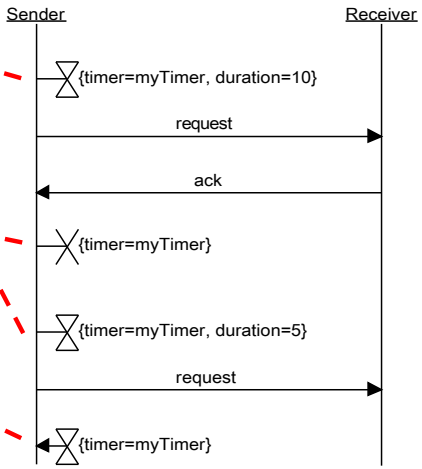 Sender Receiver
{timer=myTimer, duration=10}
request
ack
{timer=myTimer}
{timer=myTimer, duration=5}
request
{timer=myTimer}